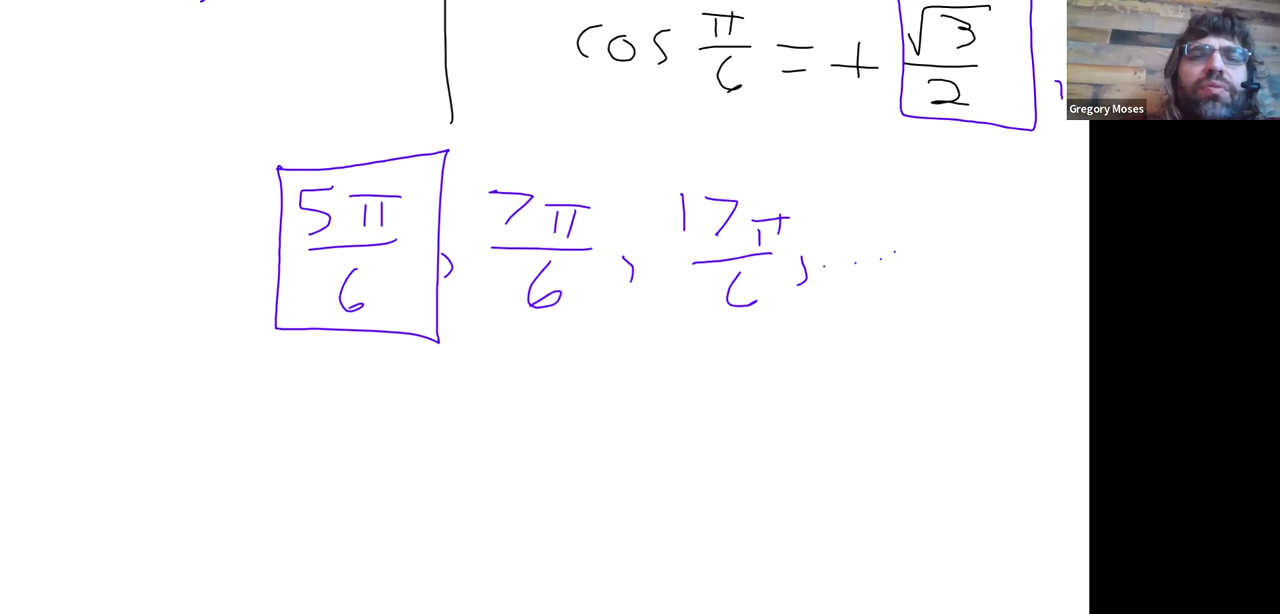 cos π/6 = + √3/2
Gregory Moses
5π/6, 7π/6, 17π/6, ....